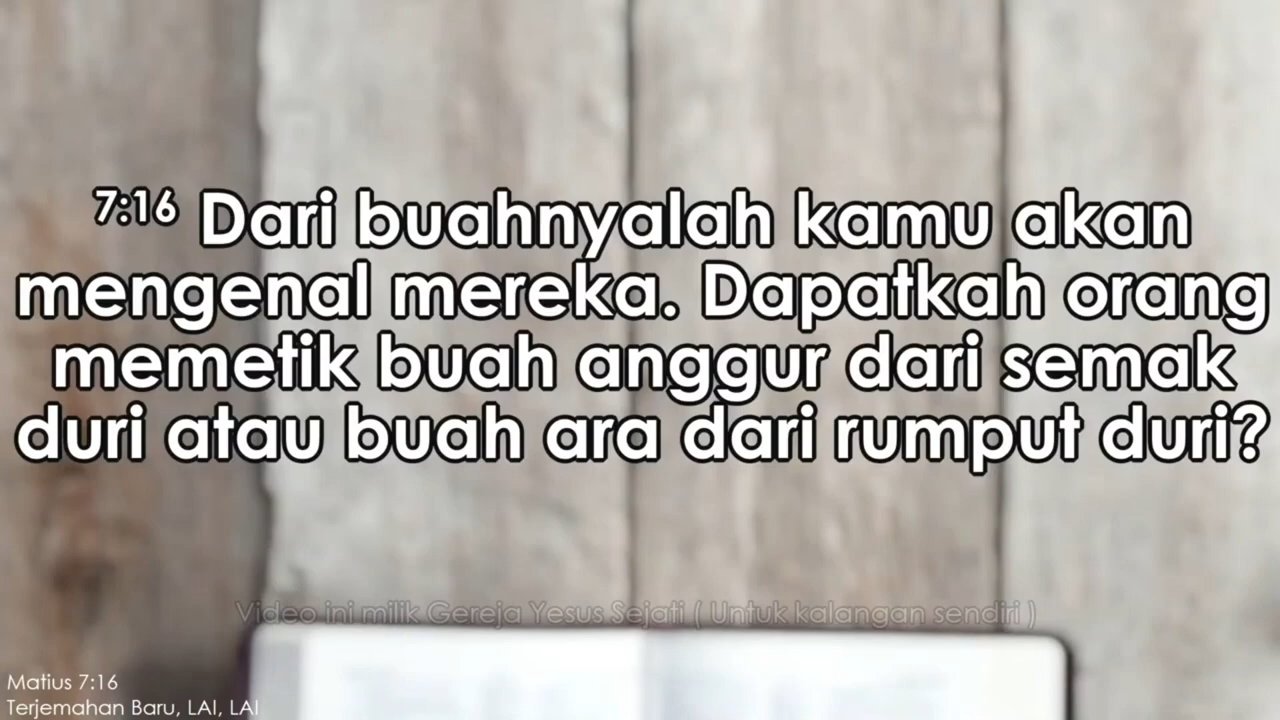 7:16 Dari buahnyalah kamu akan
mengenal mereka. Dapatkah orang
memetik buah anggur dari semak
duri atau buah ara dari rumput duri?
Video ini milik Gereja Yesus Sejati ( Untuk kalangan sendiri )
Matius 7:16
Terjemahan Baru, LAI, LAI